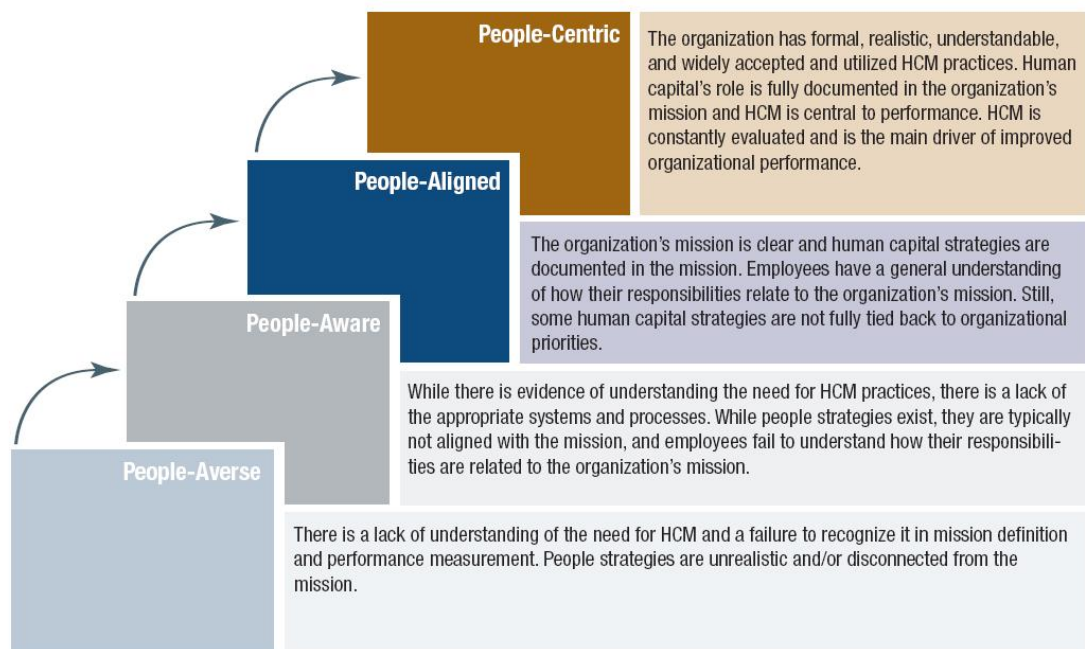 People-Centric
The organization has formal, realistic, understandable,
and widely accepted and utilized HCM practices. Human
capital’s role is fully documented in the organization’s
mission and HCM is central to performance. HCM is
constantly evaluated and is the main driver of improved
organizational performance.
People-Aligned
The organization’s mission is clear and human capital strategies are
documented in the mission. Employees have a general understanding
of how their responsibilities relate to the organization’s mission. Still,
some human capital strategies are not fully tied back to organizational
priorities.
People-Aware
While there is evidence of understanding the need for HCM practices, there is a lack of
the appropriate systems and processes. While people strategies exist, they are typically
not aligned with the mission, and employees fail to understand how their responsibili-
ties are related to the organization’s mission.
People-Averse
There is a lack of understanding of the need for HCM and a failure to recognize it in mission definition
and performance measurement. People strategies are unrealistic and/or disconnected from the
mission.